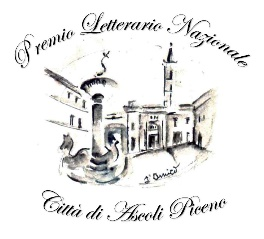 Premio Letterario Nazionale
Città di Ascoli Piceno